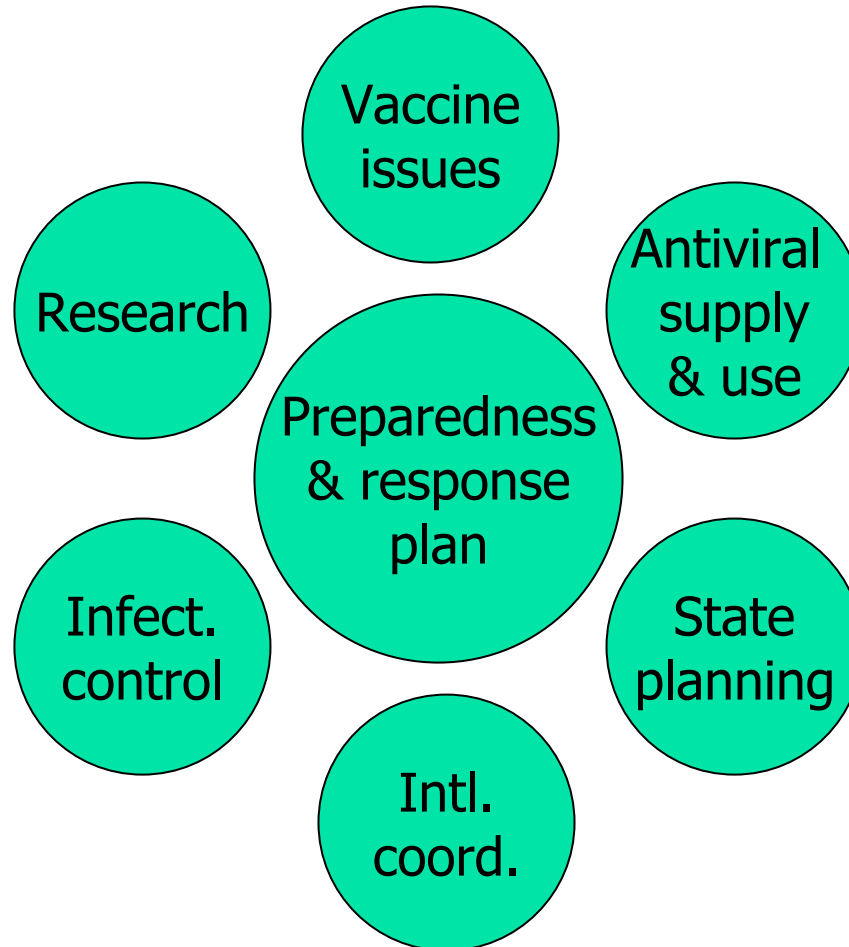 Vaccine
issues
Antiviral
supply
& use
Research
Preparedness
& response
plan
Infect.
control
State
planning
Intl.
coord.